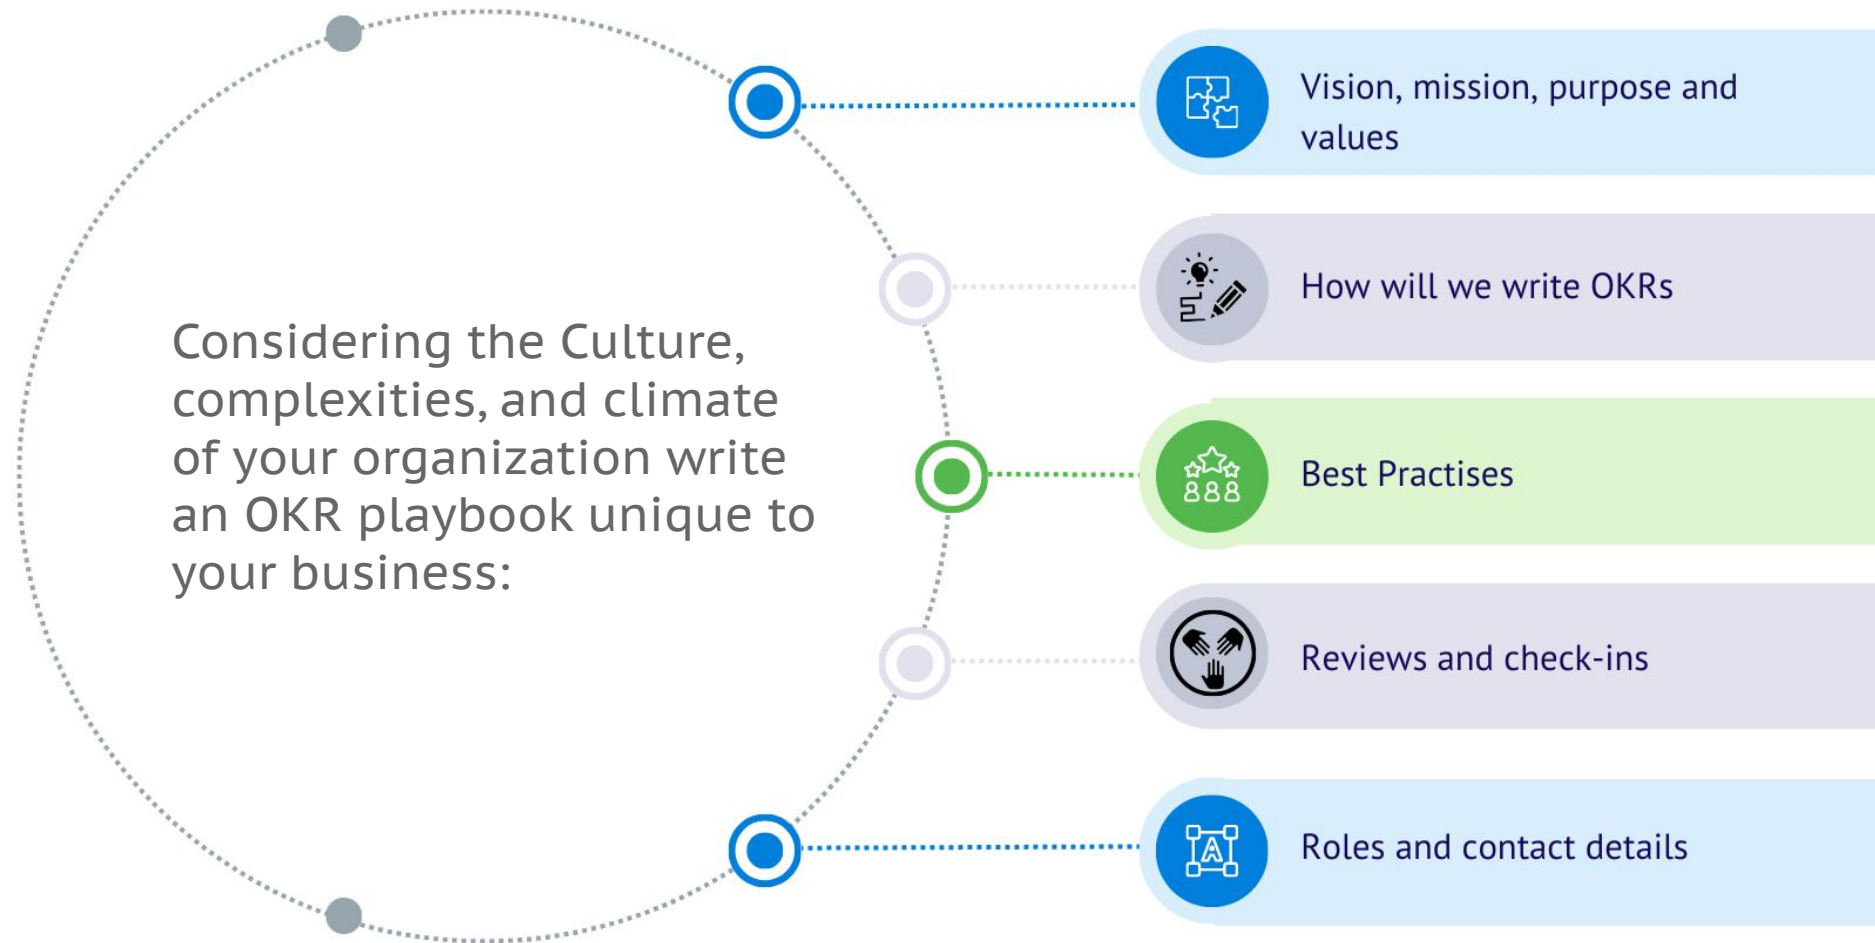 Considering the Culture,
complexities, and climate
of your organization write
an OKR playbook unique to
your business:
Vision, mission, purpose and
values
How will we write OKRs
Best Practises
Reviews and check-ins
A
Roles and contact details